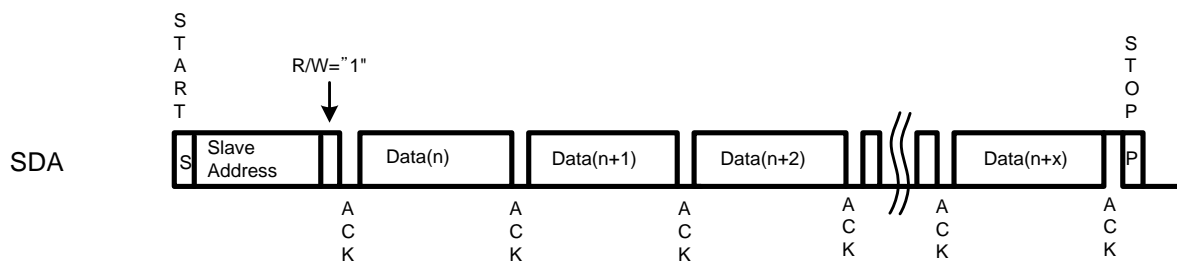 START
STOP
R/W="1"
SDA
S
Slave
Address
Data(n)
Data(n+1)
Data(n+2)
Data(n+x)
P
ACK
ACK
ACK
ACK
ACK
ACK